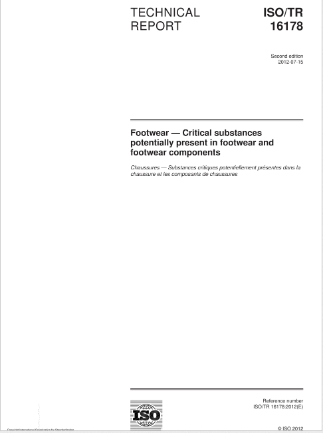 TECHNICAL
REPORT
ISO/TR
16178
Second edition
2012-07-15
Footwear — Critical substances
potentially present in footwear and
footwear components
Chaussures — Substances critiques potentiellement présentes dans la
chaussure et les composants de chaussures
ISO
Reference number
ISO/TR 16178:2012(E)
© ISO 2012